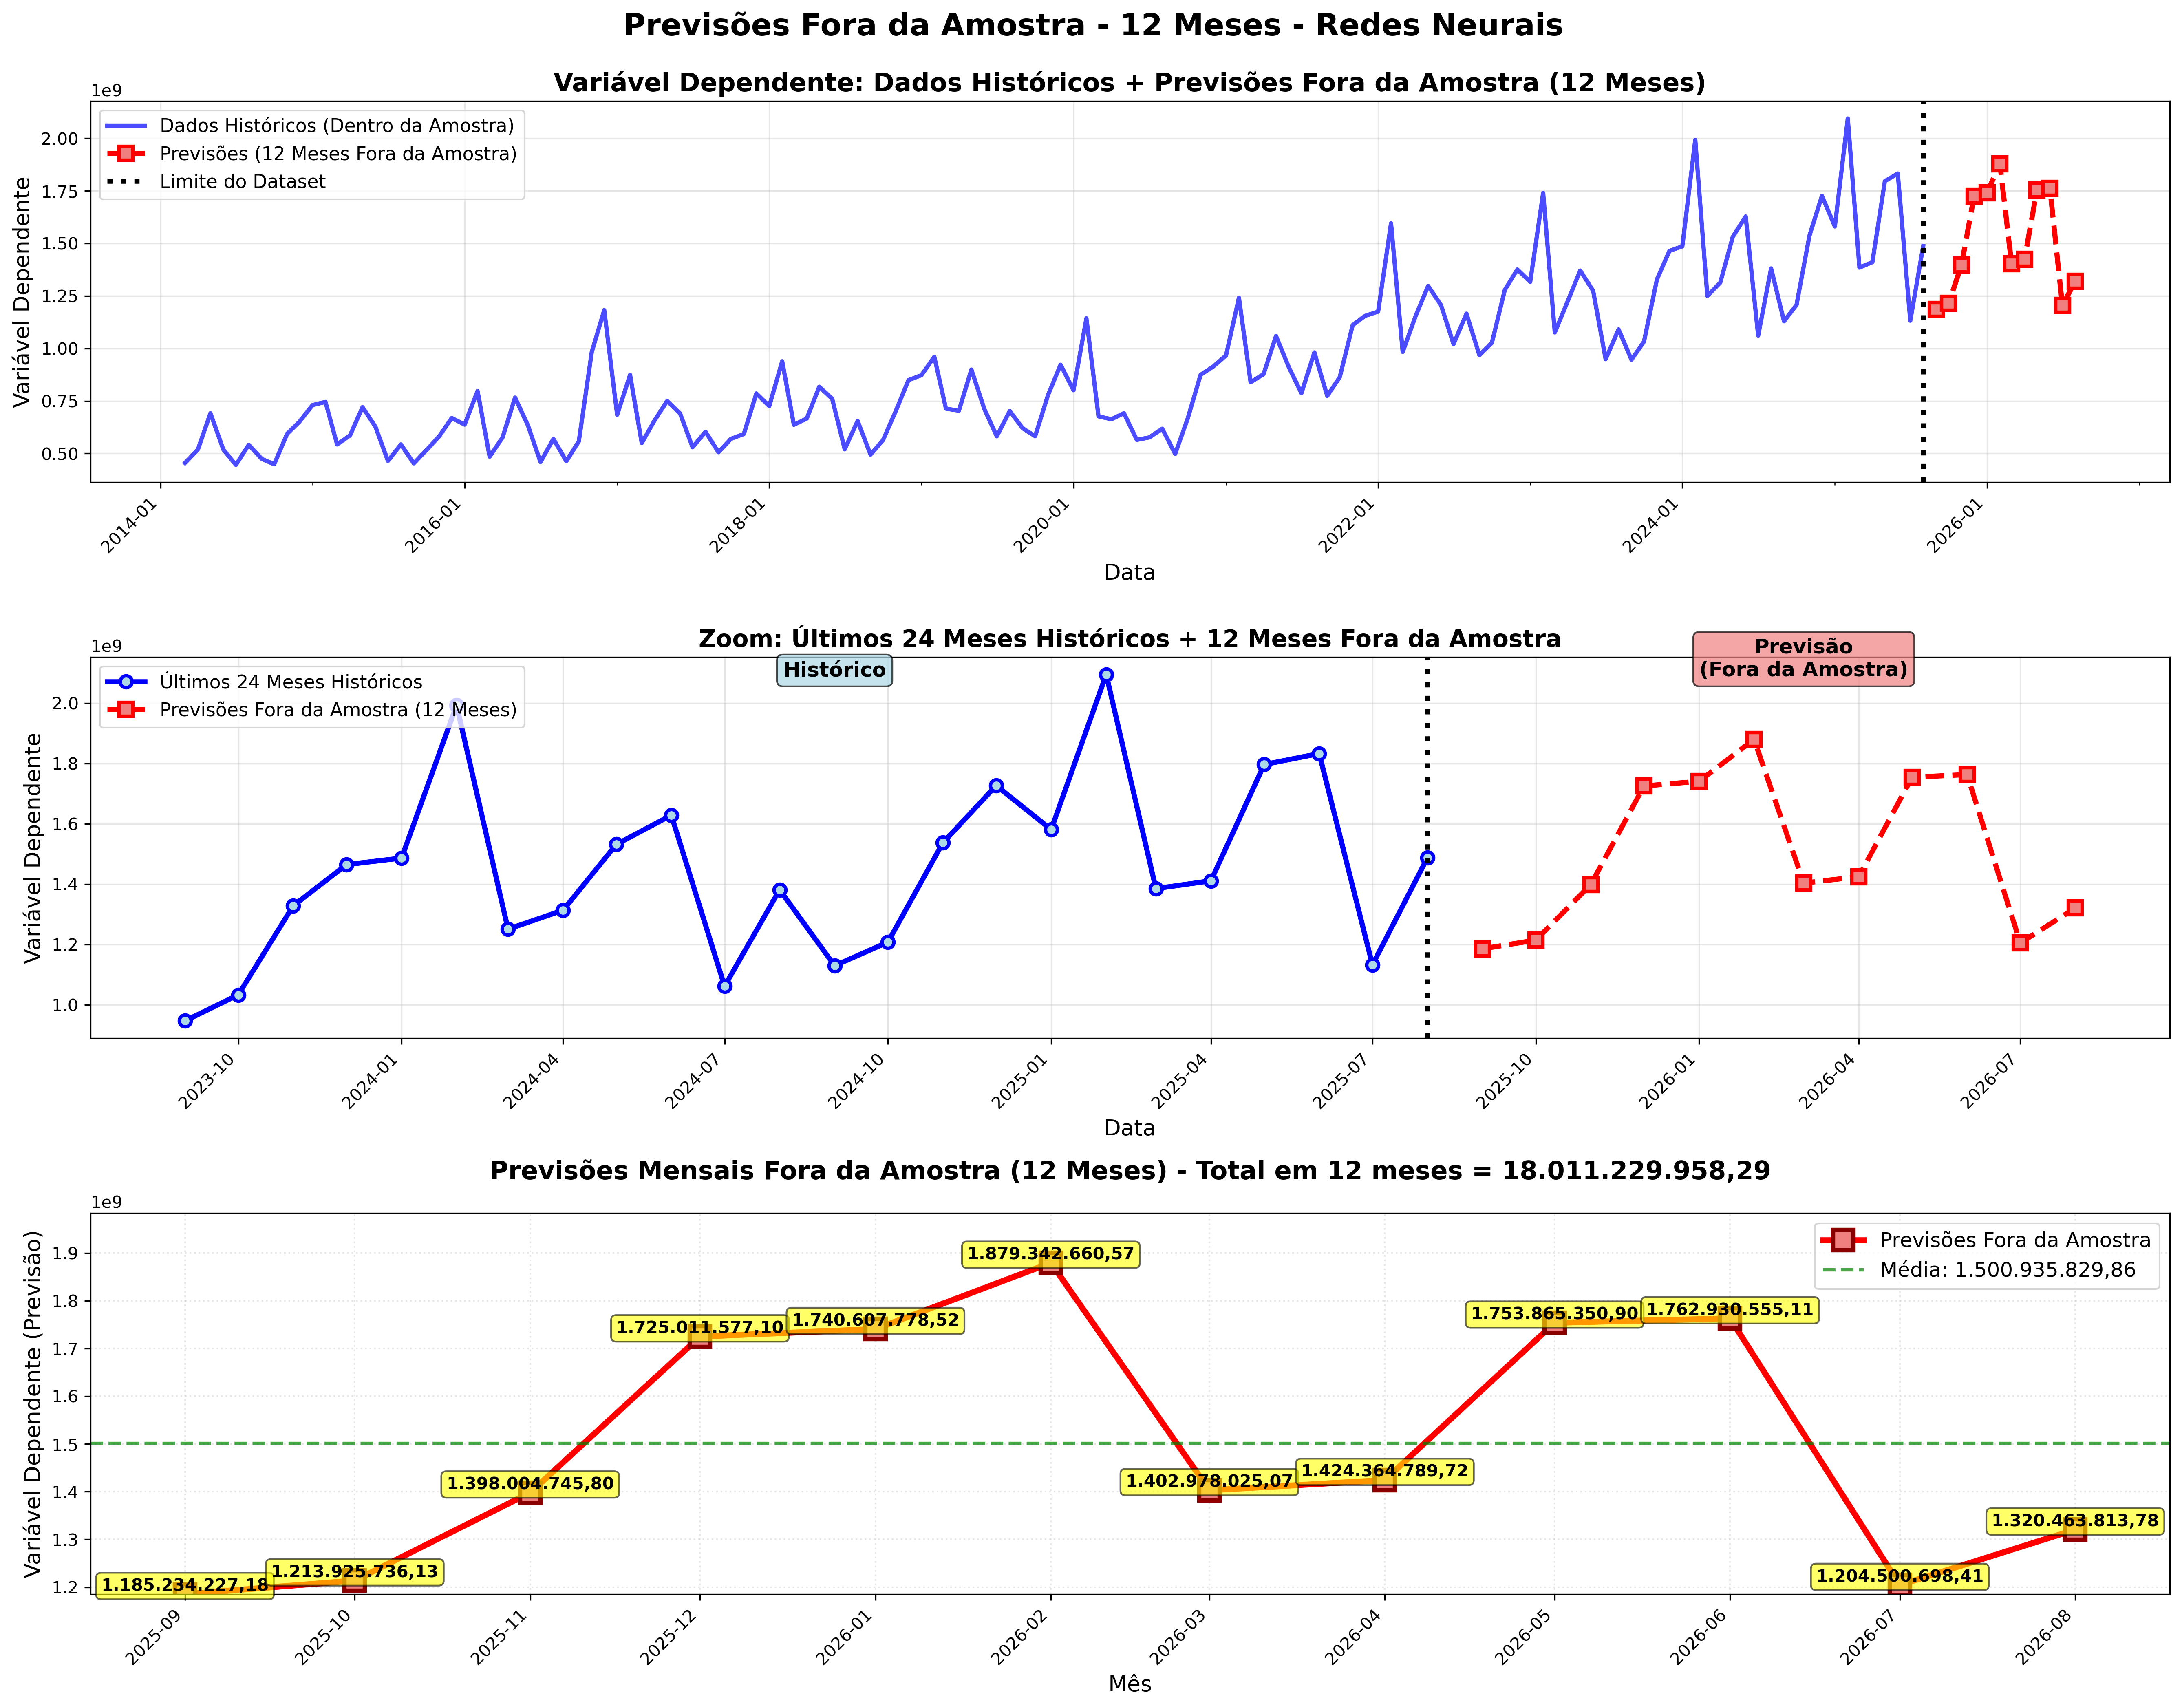 Previsões Fora da Amostra - 12 Meses - Redes Neurais
Variável Dependente: Dados Históricos + Previsões Fora da Amostra (12 Meses)
1e9
Dados Históricos (Dentro da Amostra)
Previsões (12 Meses Fora da Amostra)
Limite do Dataset
Variável Dependente
2.00
1.75
1.50
1.25
1.00
0.75
0.50
2014-01
2016-01
2018-01
2020-01
2022-01
2024-01
2026-01
Data
Zoom: Últimos 24 Meses Históricos + 12 Meses Fora da Amostra
1e9
Últimos 24 Meses Históricos
Previsões Fora da Amostra (12 Meses)
Histórico
Previsão
(Fora da Amostra)
Variável Dependente
2.0
1.8
1.6
1.4
1.2
1.0
2023-10
2024-01
2024-04
2024-07
2024-10
2025-01
2025-04
2025-07
2025-10
2026-01
2026-04
2026-07
Data
Previsões Mensais Fora da Amostra (12 Meses) - Total em 12 meses = 18.011.229.958,29
1e9
Previsões Fora da Amostra
Média: 1.500.935.829,86
Variável Dependente (Previsão)
1.9
1.8
1.7
1.6
1.5
1.4
1.3
1.2
1.185.234.227,18
1.213.925.736,13
1.398.004.745,80
1.725.011.577,10
1.740.607.778,52
1.879.342.660,57
1.402.978.025,07
1.424.364.789,72
1.753.865.350,90
1.762.930.555,11
1.204.500.698,41
1.320.463.813,78
2025-09
2025-10
2025-11
2025-12
2026-01
2026-02
2026-03
2026-04
2026-05
2026-06
2026-07
2026-08
Mês